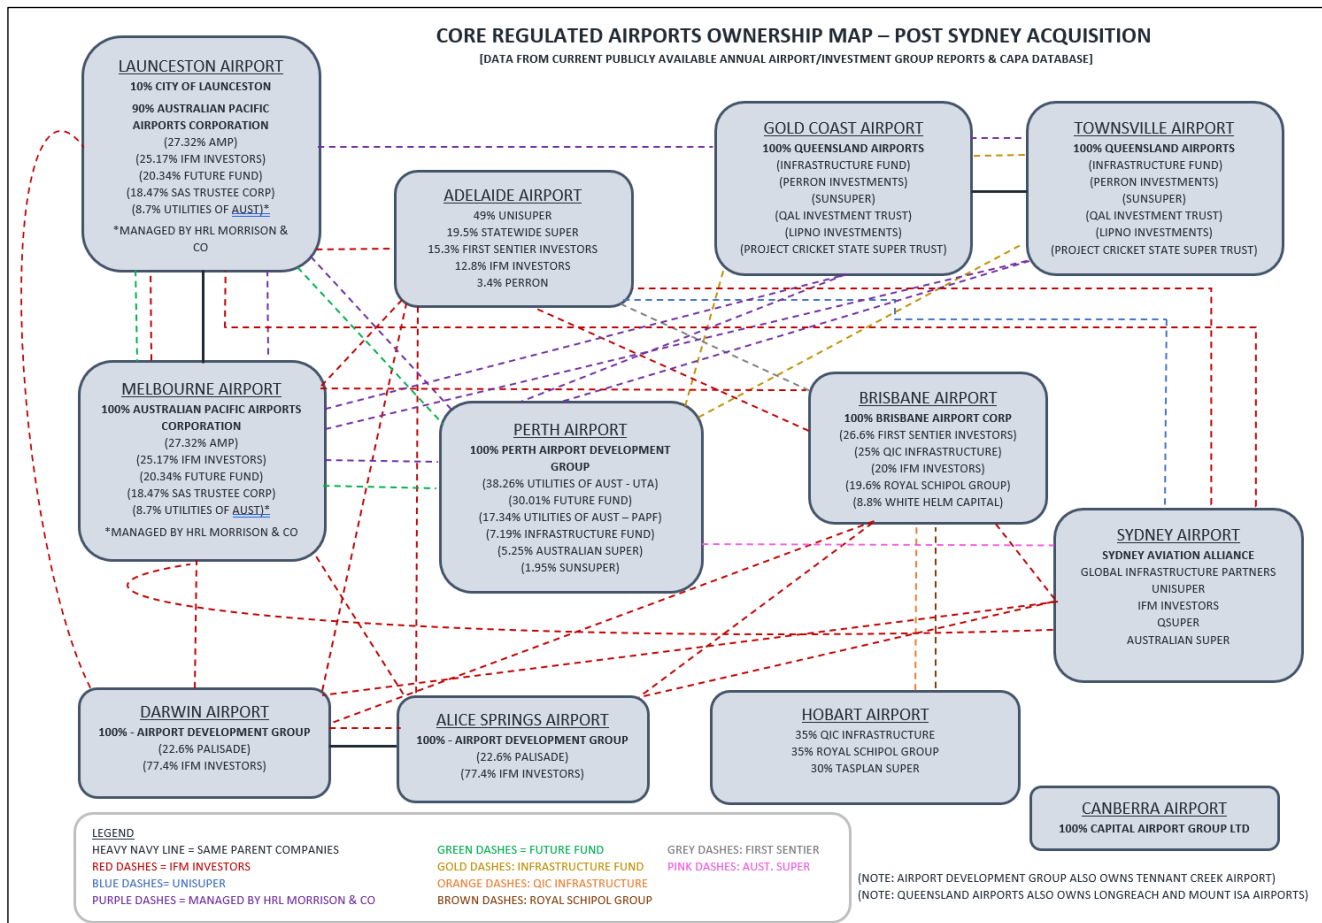 CORE REGULATED AIRPORTS OWNERSHIP MAP – POST SYDNEY ACQUISITION
[DATA FROM CURRENT PUBLICLY AVAILABLE ANNUAL AIRPORT/INVESTMENT GROUP REPORTS & CAPA DATABASE]
LAUNCESTON AIRPORT
10% CITY OF LAUNCESTON
90% AUSTRALIAN PACIFIC
AIRPORTS CORPORATION
(27.32% AMP)
(25.17% IFM INVESTORS)
(20.34% FUTURE FUND)
(18.47% SAS TRUSTEE CORP)
(8.7% UTILITIES OF AUST)*
*MANAGED BY HRL MORRISON &
CO
ADELAIDE AIRPORT
49% UNISUPER
19.5% STATEWIDE SUPER
15.3% FIRST SENTIER INVESTORS
12.8% IFM INVESTORS
3.4% PERRON
GOLD COAST AIRPORT
100% QUEENSLAND AIRPORTS
(INFRASTRUCTURE FUND)
(PERRON INVESTMENTS)
(SUNSUPER)
(QAL INVESTMENT TRUST)
(LIPNO INVESTMENTS)
(PROJECT CRICKET STATE SUPER TRUST)
TOWNSVILLE AIRPORT
100% QUEENSLAND AIRPORTS
(INFRASTRUCTURE FUND)
(PERRON INVESTMENTS)
(SUNSUPER)
(QAL INVESTMENT TRUST)
(LIPNO INVESTMENTS)
(PROJECT CRICKET STATE SUPER TRUST)
MELBOURNE AIRPORT
100% AUSTRALIAN PACIFIC AIRPORTS
CORPORATION
(27.32% AMP)
(25.17% IFM INVESTORS)
(20.34% FUTURE FUND)
(18.47% SAS TRUSTEE CORP)
(8.7% UTILITIES OF AUST)*
*MANAGED BY HRL MORRISON & CO
PERTH AIRPORT
100% PERTH AIRPORT DEVELOPMENT
GROUP
(38.26% UTILITIES OF AUST - UTA)
(30.01% FUTURE FUND)
(17.34% UTILITIES OF AUST – PAPF)
(7.19% INFRASTRUCTURE FUND)
(5.25% AUSTRALIAN SUPER)
(1.95% SUNSUPER)
BRISBANE AIRPORT
100% BRISBANE AIRPORT CORP
(26.6% FIRST SENTIER INVESTORS)
(25% QIC INFRASTRUCTURE)
(20% IFM INVESTORS)
(19.6% ROYAL SCHIPOL GROUP)
(8.8% WHITE HELM CAPITAL)
SYDNEY AIRPORT
SYDNEY AVIATION ALLIANCE
GLOBAL INFRASTRUCTURE PARTNERS
UNISUPER
IFM INVESTORS
QSUPER
AUSTRALIAN SUPER
DARWIN AIRPORT
100% - AIRPORT DEVELOPMENT GROUP
(22.6% PALISADE)
(77.4% IFM INVESTORS)
ALICE SPRINGS AIRPORT
100% - AIRPORT DEVELOPMENT GROUP
(22.6% PALISADE)
(77.4% IFM INVESTORS)
HOBART AIRPORT
35% QIC INFRASTRUCTURE
35% ROYAL SCHIPOL GROUP
30% TASPLAN SUPER
CANBERRA AIRPORT
100% CAPITAL AIRPORT GROUP LTD
LEGEND
HEAVY NAVY LINE = SAME PARENT COMPANIES
RED DASHES = IFM INVESTORS
BLUE DASHES= UNISUPER
PURPLE DASHES = MANAGED BY HRL MORRISON & CO
GREEN DASHES = FUTURE FUND
GOLD DASHES: INFRASTRUCTURE FUND
ORANGE DASHES: QIC INFRASTRUCTURE
BROWN DASHES: ROYAL SCHIPOL GROUP
GREY DASHES: FIRST SENTIER
PINK DASHES: AUST. SUPER
(NOTE: AIRPORT DEVELOPMENT GROUP ALSO OWNS TENNANT CREEK AIRPORT)
(NOTE: QUEENSLAND AIRPORTS ALSO OWNS LONGREACH AND MOUNT ISA AIRPORTS)